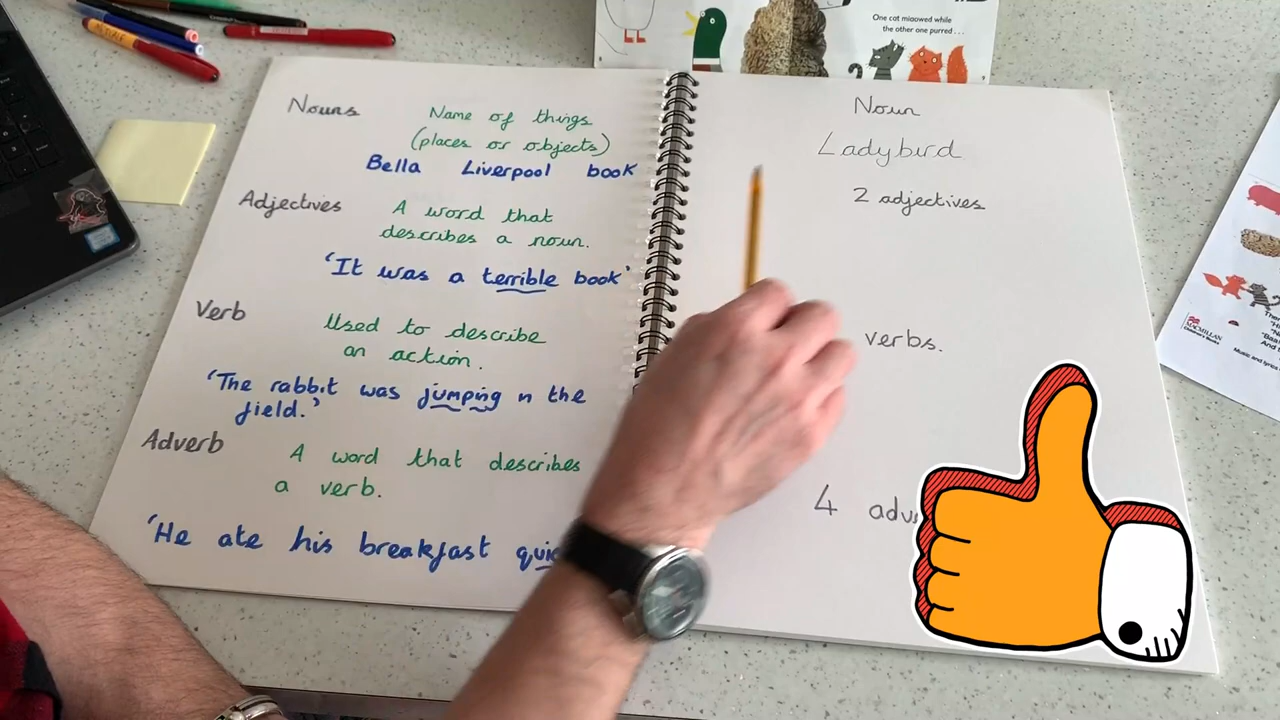 One cat miaowed while
the other one purred...
Nouns
Name of things
(places or objects)
Bella Liverpool book
Adjectives
A word that
describes a noun.
'It was a terrible book'
Verb
Used to describe
an action.
'The rabbit was jumping n the
field.'
Adverb
A word that describes
a verb.
'He ate his breakfast
Noun
Ladybird
2 adjectives
verbs.
4
MACMILLAN